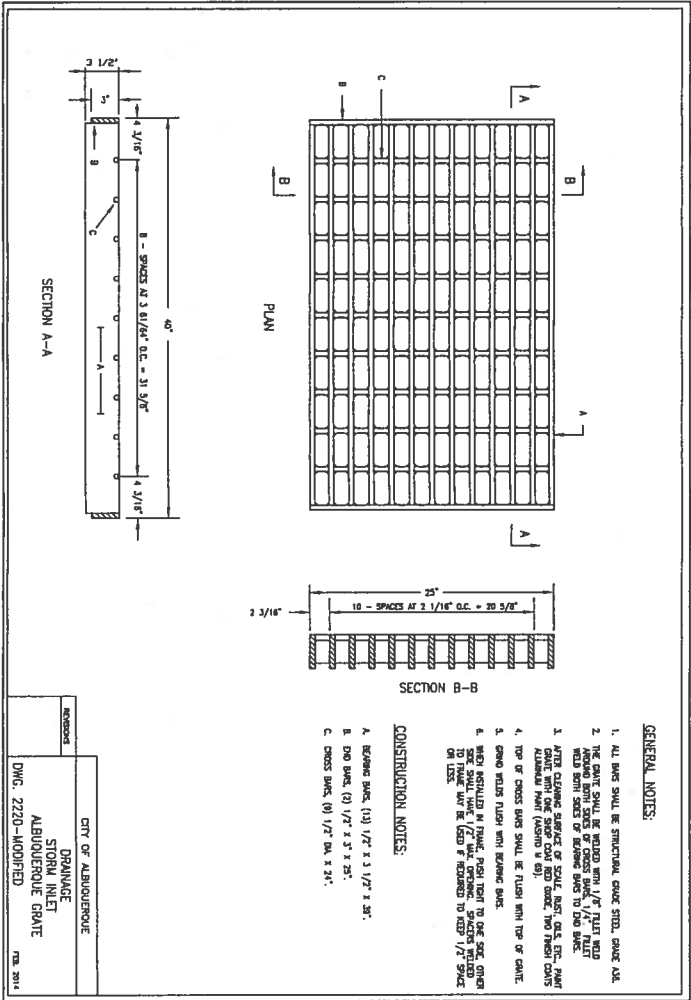 GENERAL NOTES:
1. ALL BARS SHALL BE STRUCTURAL GRADE STEEL, GRADE A36.
2. THE GRATE SHALL BE WELDED WITH 1/8" FILLET WELD
AROUND BOTH SIDES OF CROSS BARS, 1/4" FILLET
WELD BOTH SIDES OF BEARING BARS TO END BARS.
3. AFTER CLEANING SURFACE OF SCALE, RUST, OILS, ETC., PAINT
GRATE WITH ONE SHOP COAT RED OXIDE, TWO FINISH COATS
ALUMINUM PAINT (AASHTO M 69).
4. TOP OF CROSS BARS SHALL BE FLUSH WITH TOP OF GRATE.
5. GRIND WELDS FLUSH WITH BEARING BARS.
6. WHEN INSTALLED IN FRAME, PUSH TIGHT TO ONE SIDE, OTHER
SIDE SHALL HAVE 1/2" MAX. OPENING. SPACERS WELDED
TO FRAME MAY BE USED IF REQUIRED TO KEEP 1/2" SPACE
OR LESS.
CONSTRUCTION NOTES:
A. BEARING BARS, (13) 1/2" X 3 1/2" X 39".
B. END BARS, (2) 1/2" X 3" X 25".
C. CROSS BARS, (9) 1/2" DIA. X 24".
A
A
A
B
B
B
C
PLAN
25"
10 - SPACES AT 2 1/16" O.C. = 20 5/8"
2 3/16"
SECTION B-B
3 1/2"
3"
4 3/16"
40"
8 - SPACES AT 3 61/64" O.C. = 31 5/8"
4 3/16"
B
C
A
SECTION A-A
REVISIONS
CITY OF ALBUQUERQUE
DRAINAGE
STORM INLET
ALBUQUERQUE GRATE
DWG. 2220-MODIFIED
FEB. 2014